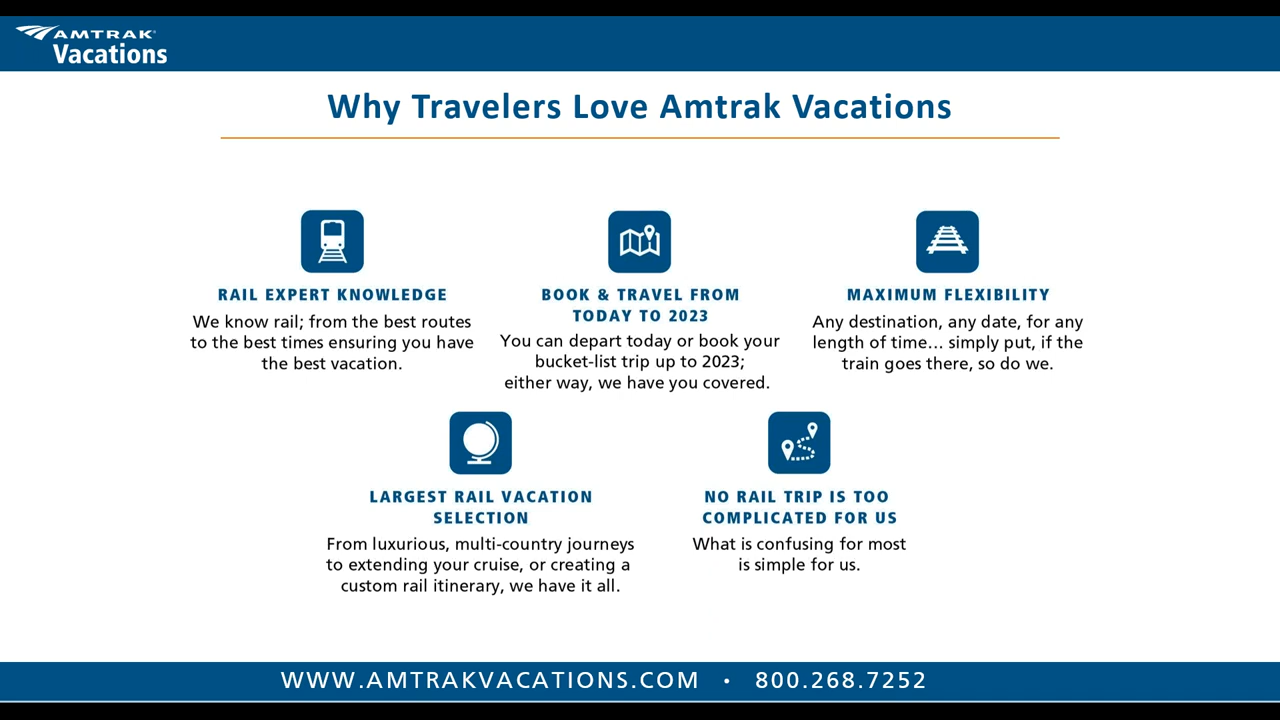 AMTRAK®
Vacations
Why Travelers Love Amtrak Vacations
RAIL EXPERT KNOWLEDGE
We know rail; from the best routes
to the best times ensuring you have
the best vacation.
BOOK & TRAVEL FROM
TODAY TO 2023
You can depart today or book your
bucket-list trip up to 2023;
either way, we have you covered.
MAXIMUM FLEXIBILITY
Any destination, any date, for any
length of time... simply put, if the
train goes there, so do we.
LARGEST RAIL VACATION
SELECTION
From luxurious, multi-country journeys
to extending your cruise, or creating a
custom rail itinerary, we have it all.
NO RAIL TRIP IS TOO
COMPLICATED FOR US
What is confusing for most
is simple for us.
WWW.AMTRAKVACATIONS.COM • 800.268.7252